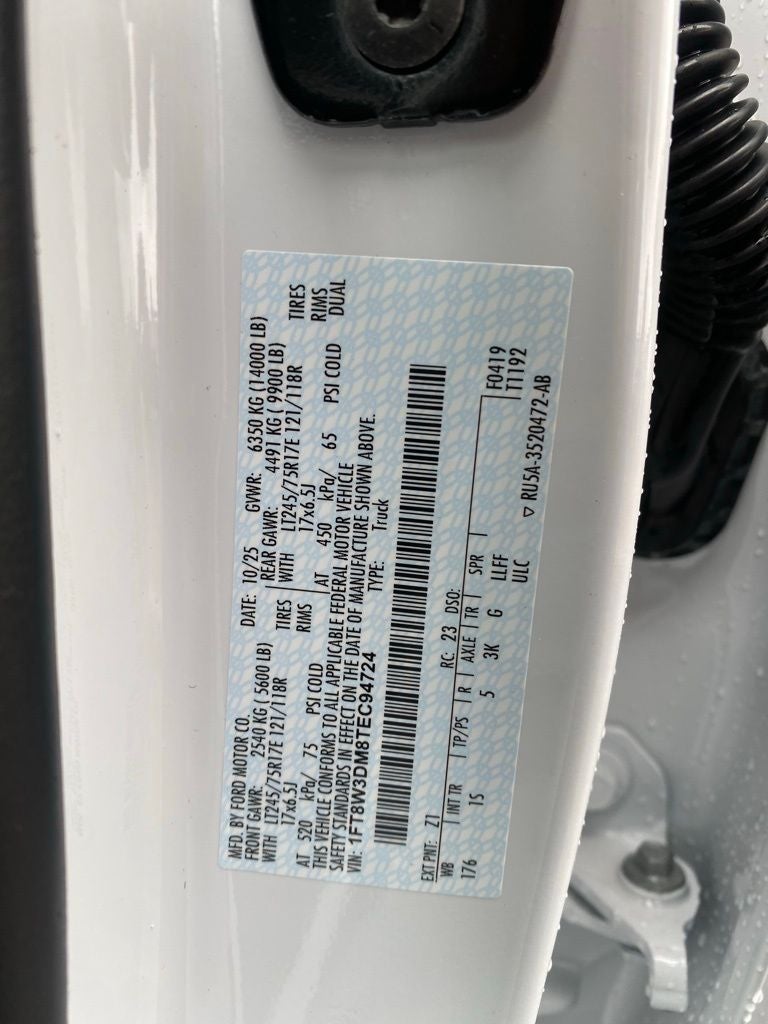 MFD. BY FORD MOTOR CO.
DATE: 10/25 GVWR: 6350 KG (14000 LB)
FRONT GAWR: 2540 KG ( 5600 LB) REAR GAWR: 4491 KG ( 9900 LB)
WITH LT245/75R17E 121/118R TIRES WITH LT245/75R17E 121/118R TIRES
17x6.5J RIMS 17x6.5J RIMS
AT 520 kPa/ 75 PSI COLD AT 450 kPa/ 65 PSI COLD DUAL
THIS VEHICLE CONFORMS TO ALL APPLICABLE FEDERAL MOTOR VEHICLE
SAFETY STANDARDS IN EFFECT ON THE DATE OF MANUFACTURE SHOWN ABOVE.
VIN: 1FT8W3DM8TEC94724 TYPE: Truck
EXT PNT: Z1 RC: 23 DSO:
WB INT TR TP/PS R AXLE TR SPR F0419
176 1S 5 3K G LLFF T1192
ULC ▽ RU5A-3520472-AB